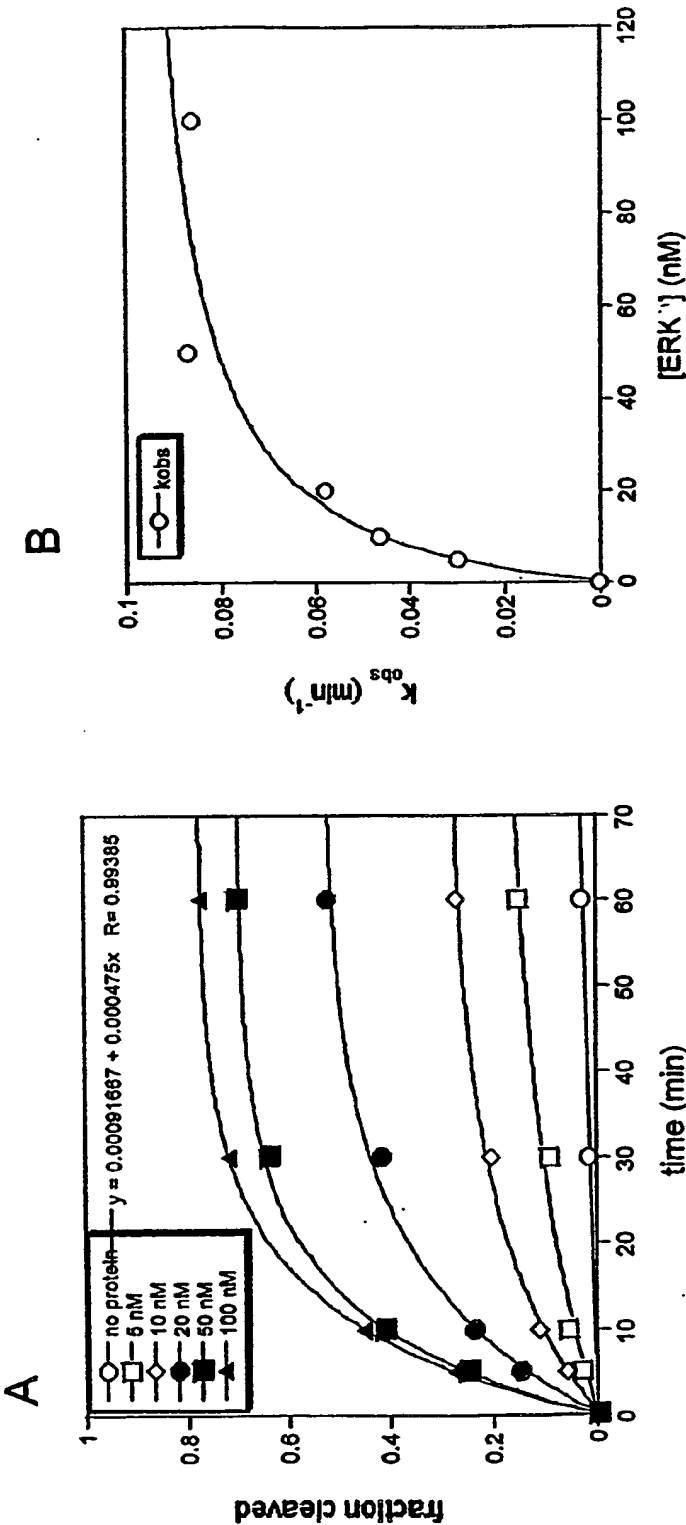 A
fraction cleaved
1
0.8
0.6
0.4
0.2
0
no protein
5 nM
10 nM
20 nM
50 nM
100 nM
y = 0.00091667 + 0.000475x R= 0.99385
0 10 20 30 40 50 60 70
time (min)
B
kobs (min-1)
0.1
0.08
0.06
0.04
0.02
0
kobs
0 20 40 60 80 100 120
[ERK] (nM)